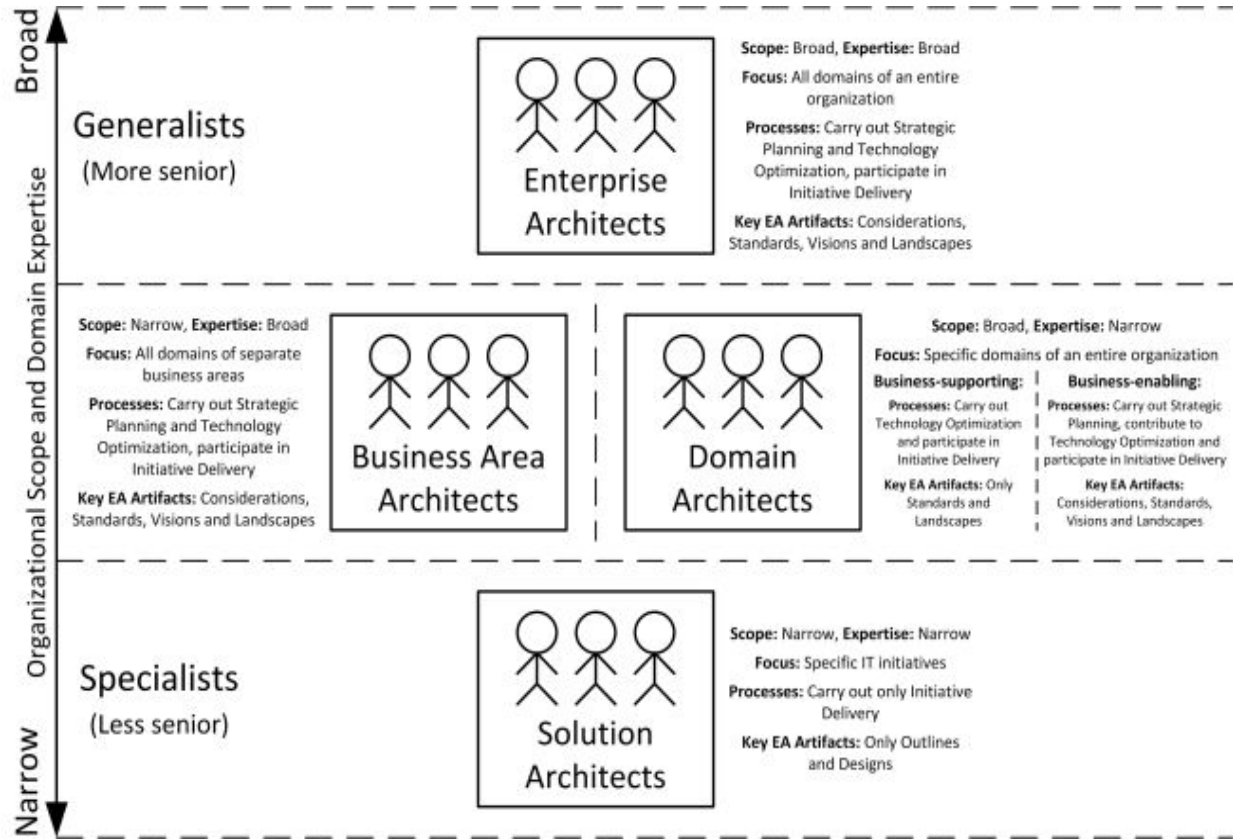 Broad
Organizational Scope and Domain Expertise
Narrow
Generalists
(More senior)
Enterprise
Architects
Scope: Broad, Expertise: Broad
Focus: All domains of an entire
organization
Processes: Carry out Strategic
Planning and Technology
Optimization, participate in
Initiative Delivery
Key EA Artifacts: Considerations,
Standards, Visions and Landscapes
Scope: Narrow, Expertise: Broad
Focus: All domains of separate
business areas
Processes: Carry out Strategic
Planning and Technology
Optimization, participate in
Initiative Delivery
Key EA Artifacts: Considerations,
Standards, Visions and Landscapes
Business Area
Architects
Domain
Architects
Scope: Broad, Expertise: Narrow
Focus: Specific domains of an entire organization
Business-supporting:
Processes: Carry out
Technology Optimization
and participate in
Initiative Delivery
Key EA Artifacts: Only
Standards and
Landscapes
Business-enabling:
Processes: Carry out Strategic
Planning, contribute to
Technology Optimization and
participate in Initiative Delivery
Key EA Artifacts:
Considerations, Standards,
Visions and Landscapes
Specialists
(Less senior)
Solution
Architects
Scope: Narrow, Expertise: Narrow
Focus: Specific IT initiatives
Processes: Carry out only Initiative
Delivery
Key EA Artifacts: Only Outlines
and Designs